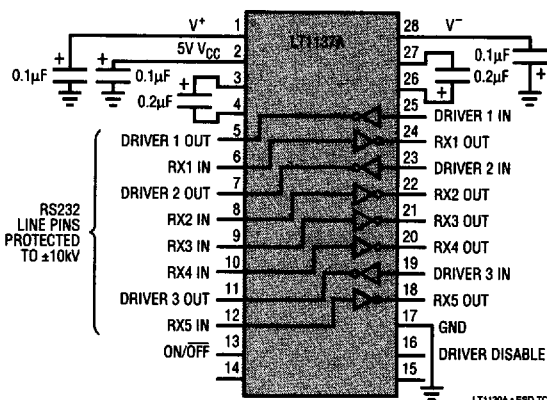 V+ 1
5V VCC 2
0.1µF
0.1µF
3
0.2µF
4
DRIVER 1 OUT 5
RX1 IN 6
DRIVER 2 OUT 7
RX2 IN 8
RX3 IN 9
RX4 IN 10
DRIVER 3 OUT 11
RX5 IN 12
ON/OFF 13
14
RS232
LINE PINS
PROTECTED
TO ±10kV
LT1137A
28 V−
27
0.1µF
0.2µF
26
25 DRIVER 1 IN
24 RX1 OUT
23 DRIVER 2 IN
22 RX2 OUT
21 RX3 OUT
20 RX4 OUT
19 DRIVER 3 IN
18 RX5 OUT
17 GND
16 DRIVER DISABLE
15